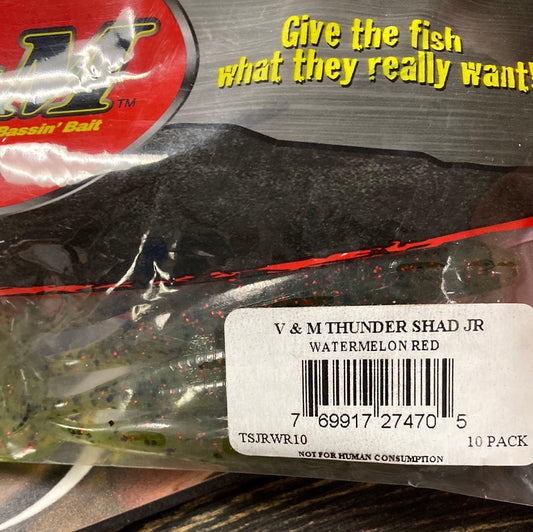 M™
Bassin' Bait
Give the fish
what they really want!
V & M THUNDER SHAD JR
WATERMELON RED
7 69917 27470 5
TSJRWR10 10 PACK
NOT FOR HUMAN CONSUMPTION